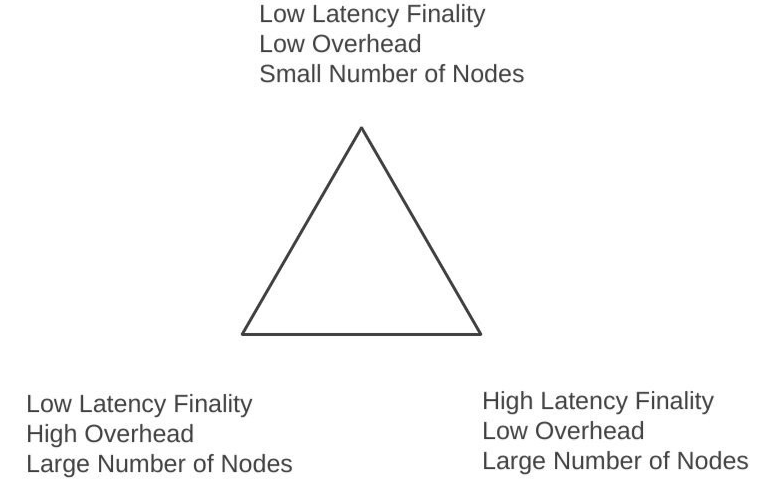 Low Latency Finality
Low Overhead
Small Number of Nodes
Low Latency Finality
High Overhead
Large Number of Nodes
High Latency Finality
Low Overhead
Large Number of Nodes